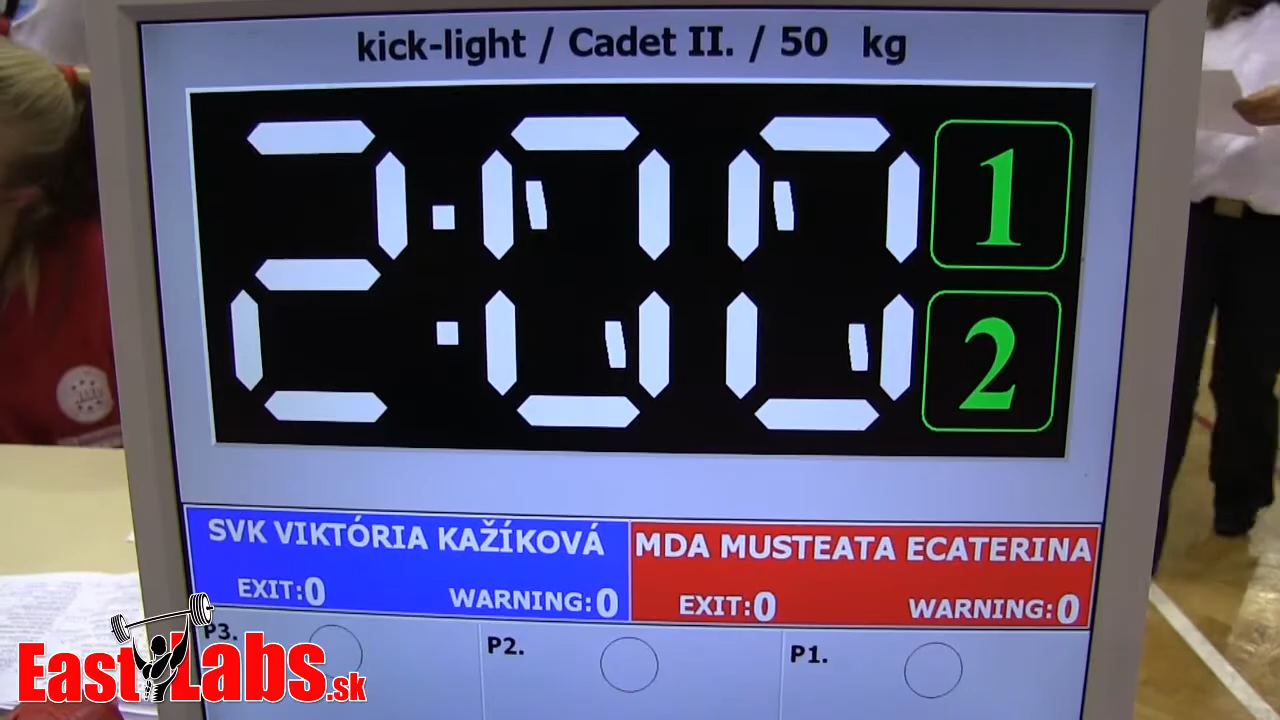 kick-light / Cadet II. / 50 kg
2:00
1
2
SVK VIKTÓRIA KAŽÍKOVÁ
EXIT:0 WARNING:0
MDA MUSTEATA ECATERINA
EXIT:0 WARNING:0
P3. P2. P1.
EastLabs.sk